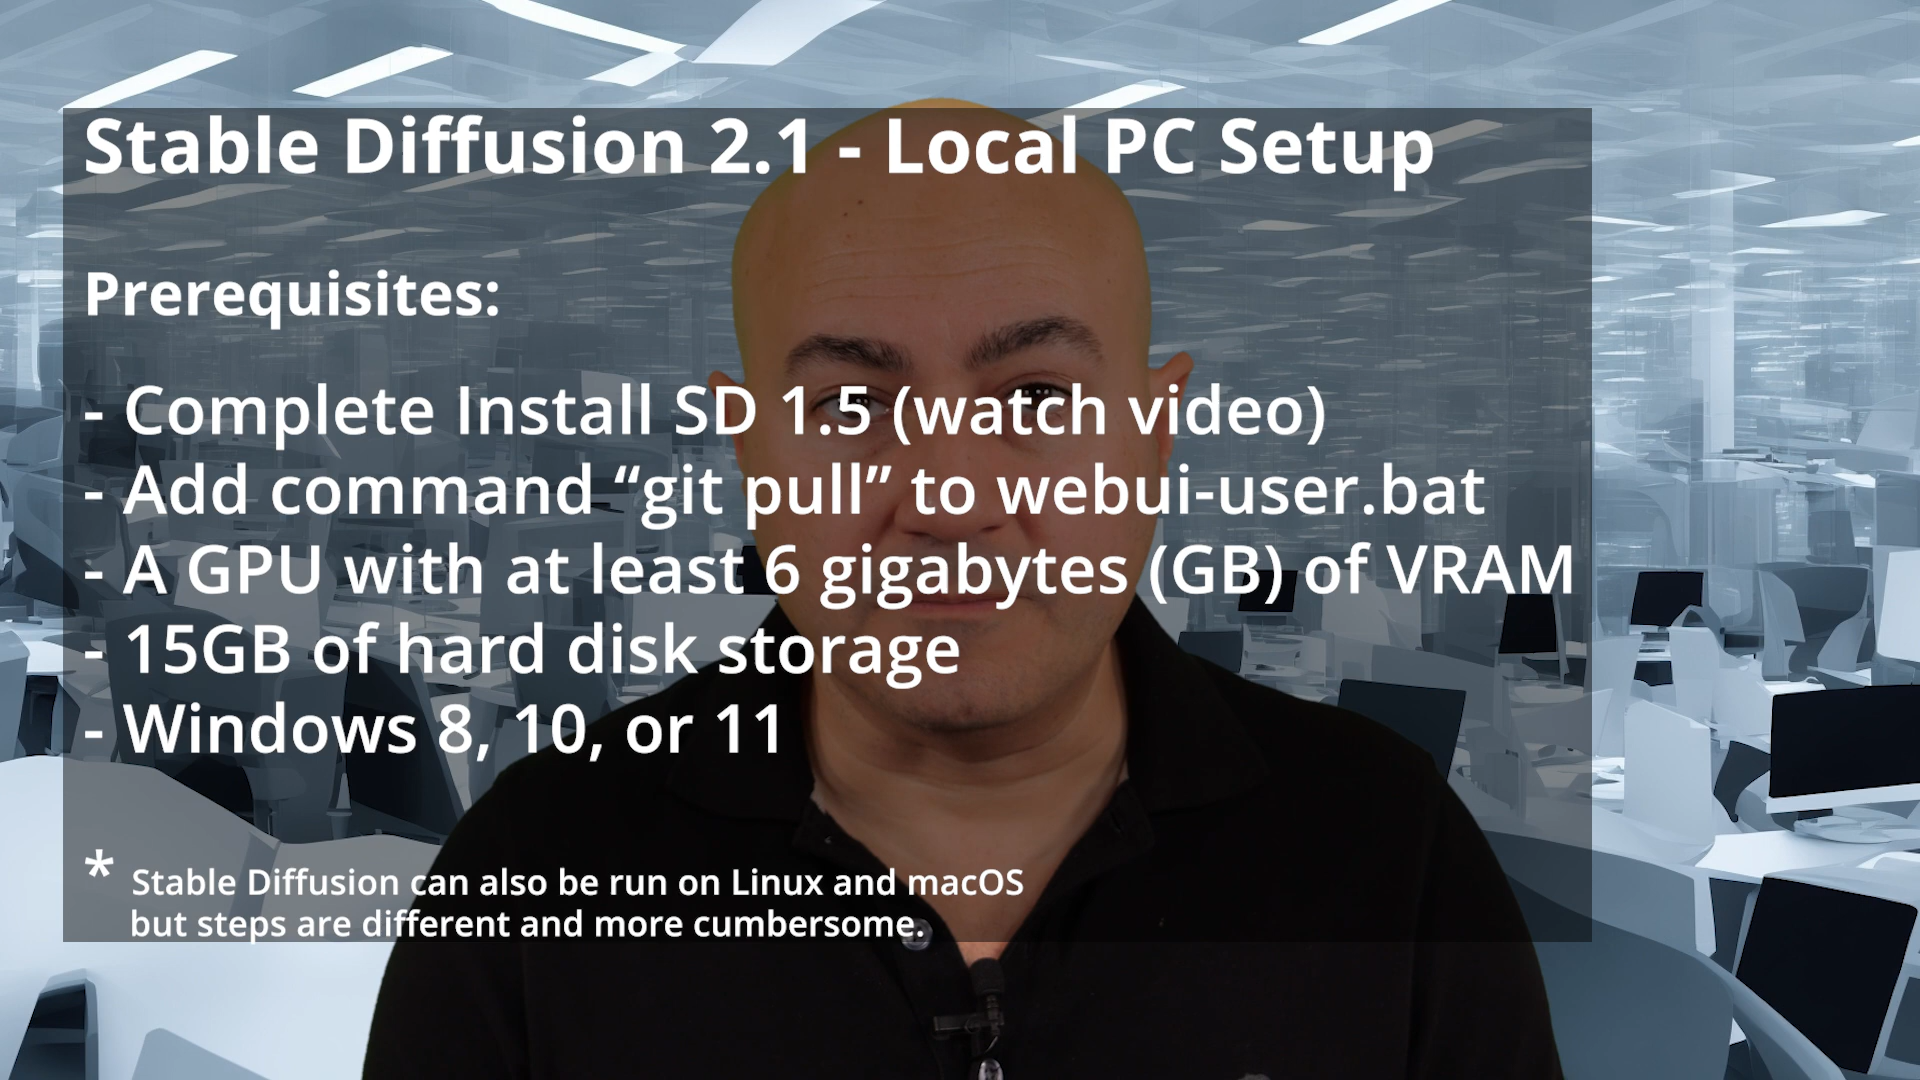 Stable Diffusion 2.1 - Local PC Setup
Prerequisites:
- Complete Install SD 1.5 (watch video)
- Add command “git pull” to webui-user.bat
- A GPU with at least 6 gigabytes (GB) of VRAM
- 15GB of hard disk storage
- Windows 8, 10, or 11
* Stable Diffusion can also be run on Linux and macOS
but steps are different and more cumbersome.